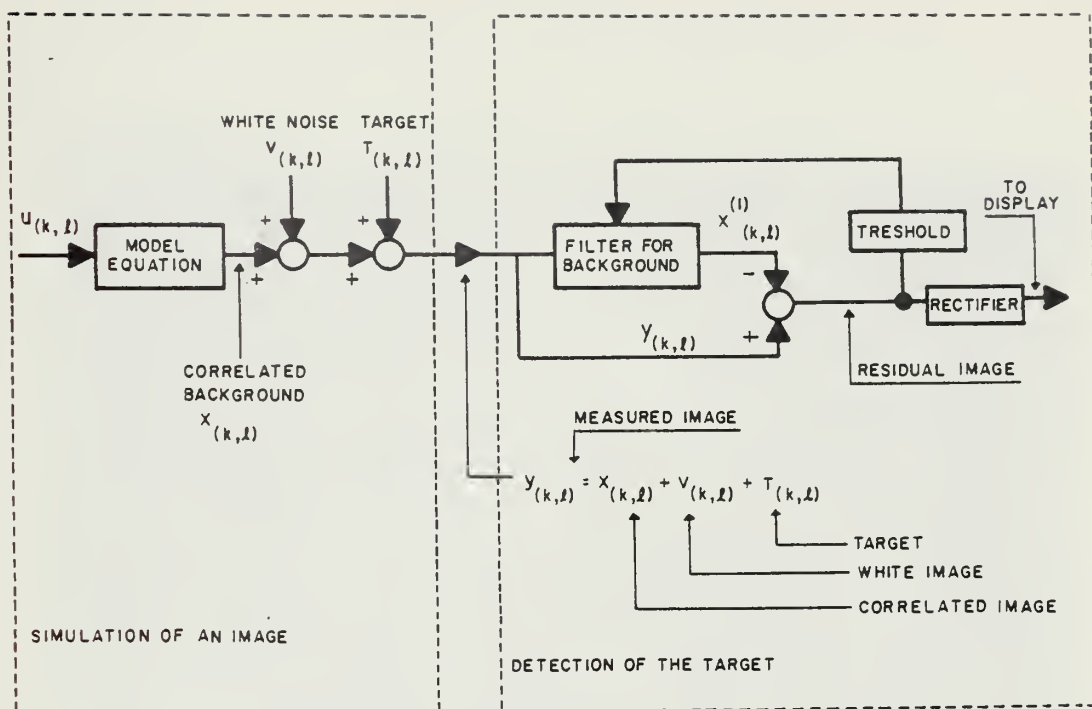 WHITE NOISE
V(k,ℓ)
TARGET
T(k,ℓ)
u(k,ℓ)
MODEL
EQUATION
+
+
+
+
CORRELATED
BACKGROUND
x(k,ℓ)
FILTER FOR
BACKGROUND
x(1)(k,ℓ)
TRESHOLD
TO
DISPLAY
-
+
RECTIFIER
y(k,ℓ)
RESIDUAL IMAGE
MEASURED IMAGE
y(k,ℓ) = x(k,ℓ) + V(k,ℓ) + T(k,ℓ)
TARGET
WHITE IMAGE
CORRELATED IMAGE
SIMULATION OF AN IMAGE
DETECTION OF THE TARGET